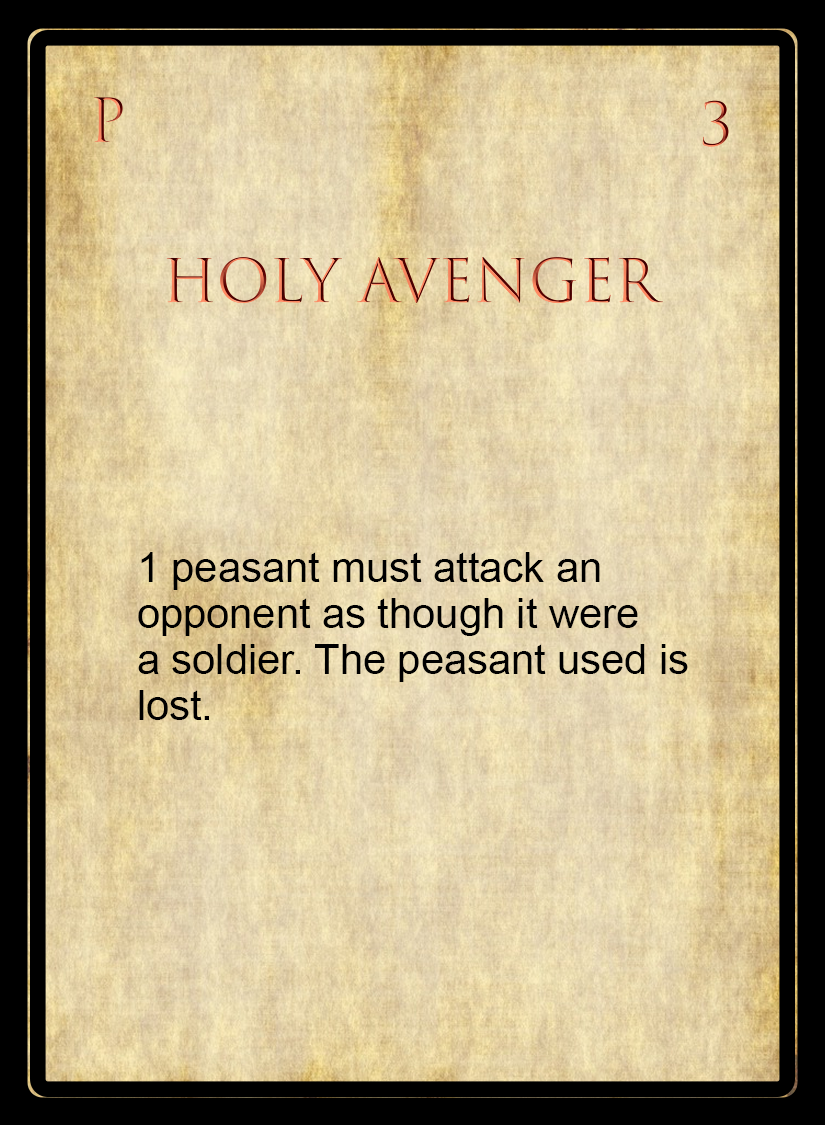 P 3
HOLY AVENGER
1 peasant must attack an
opponent as though it were
a soldier. The peasant used is
lost.